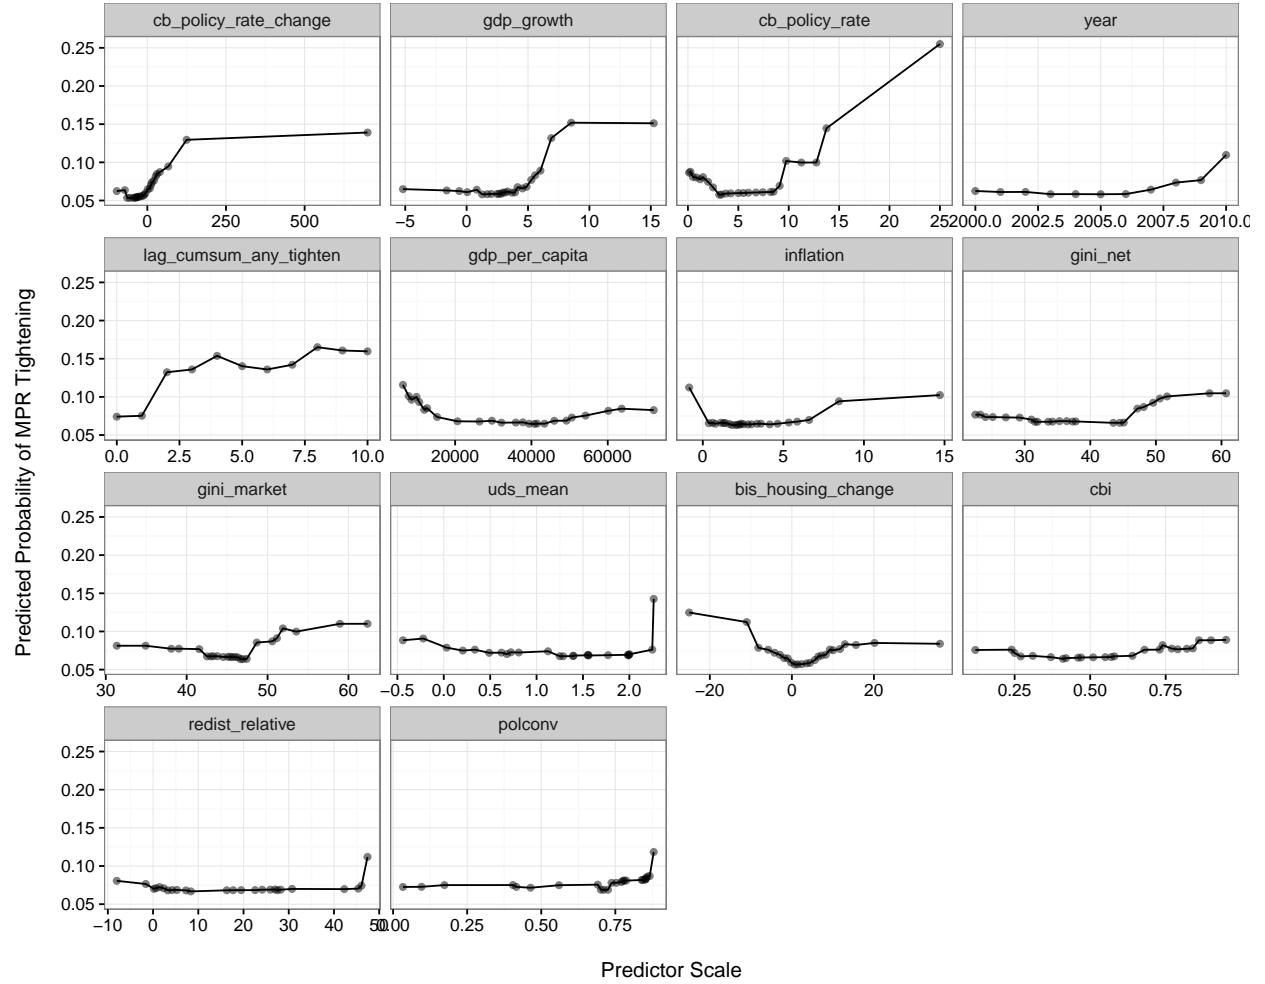 cb_policy_rate_change gdp_growth cb_policy_rate year
0.25
0.20
0.15
0.10
0.05
0 250 500 −5 0 5 10 15 0 5 10 15 20 25 2000.0 2002.5 2005.0 2007.5 2010.0
lag_cumsum_any_tighten gdp_per_capita inflation gini_net
0.25
0.20
0.15
0.10
0.05
0.0 2.5 5.0 7.5 10.0 20000 40000 60000 0 5 10 15 30 40 50 60
Predicted Probability of MPR Tightening
gini_market uds_mean bis_housing_change cbi
0.25
0.20
0.15
0.10
0.05
30 40 50 60 −0.5 0.0 0.5 1.0 1.5 2.0 −20 0 20 0.25 0.50 0.75
redist_relative polconv
0.25
0.20
0.15
0.10
0.05
−10 0 10 20 30 40 50 0.00 0.25 0.50 0.75
Predictor Scale